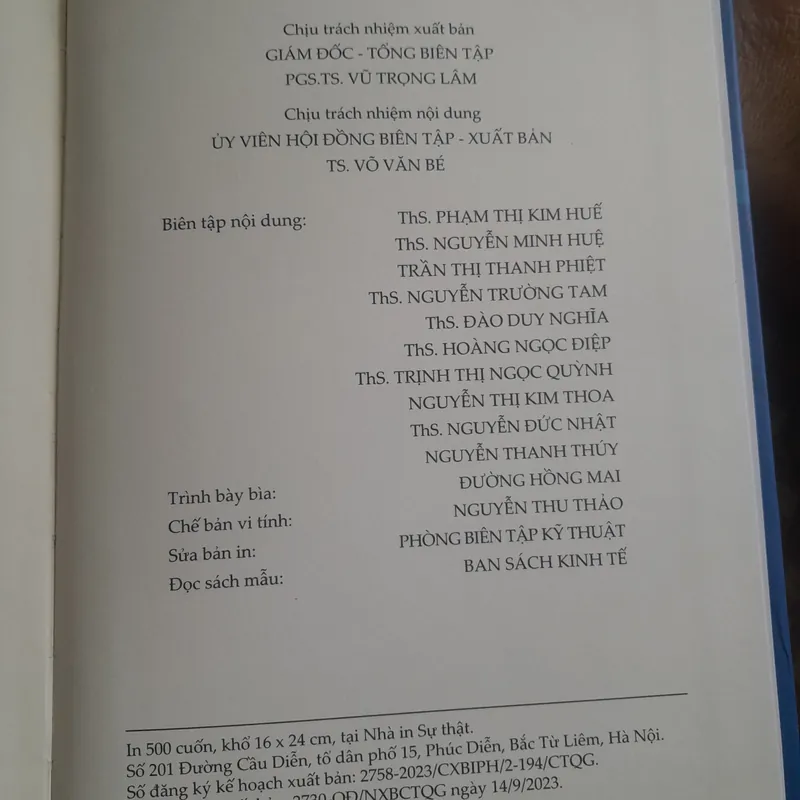 Chịu trách nhiệm xuất bản
GIÁM ĐỐC - TỔNG BIÊN TẬP
PGS.TS. VŨ TRỌNG LÂM
Chịu trách nhiệm nội dung
ỦY VIÊN HỘI ĐỒNG BIÊN TẬP - XUẤT BẢN
TS. VÕ VĂN BÉ
Biên tập nội dung: ThS. PHẠM THỊ KIM HUẾ
ThS. NGUYỄN MINH HUỆ
TRẦN THỊ THANH PHIỆT
ThS. NGUYỄN TRƯỜNG TAM
ThS. ĐÀO DUY NGHĨA
ThS. HOÀNG NGỌC ĐIỆP
ThS. TRỊNH THỊ NGỌC QUỲNH
NGUYỄN THỊ KIM THOA
ThS. NGUYỄN ĐỨC NHẬT
NGUYỄN THANH THÚY
Trình bày bìa: ĐƯỜNG HỒNG MAI
Chế bản vi tính: NGUYỄN THU THẢO
Sửa bản in: PHÒNG BIÊN TẬP KỸ THUẬT
Đọc sách mẫu: BAN SÁCH KINH TẾ
In 500 cuốn, khổ 16 x 24 cm, tại Nhà in Sự thật.
Số 201 Đường Cầu Diễn, tổ dân phố 15, Phúc Diễn, Bắc Từ Liêm, Hà Nội.
Số đăng ký kế hoạch xuất bản: 2758-2023/CXBIPH/2-194/CTQG.
2730-QĐ/NXBCTQG ngày 14/9/2023.